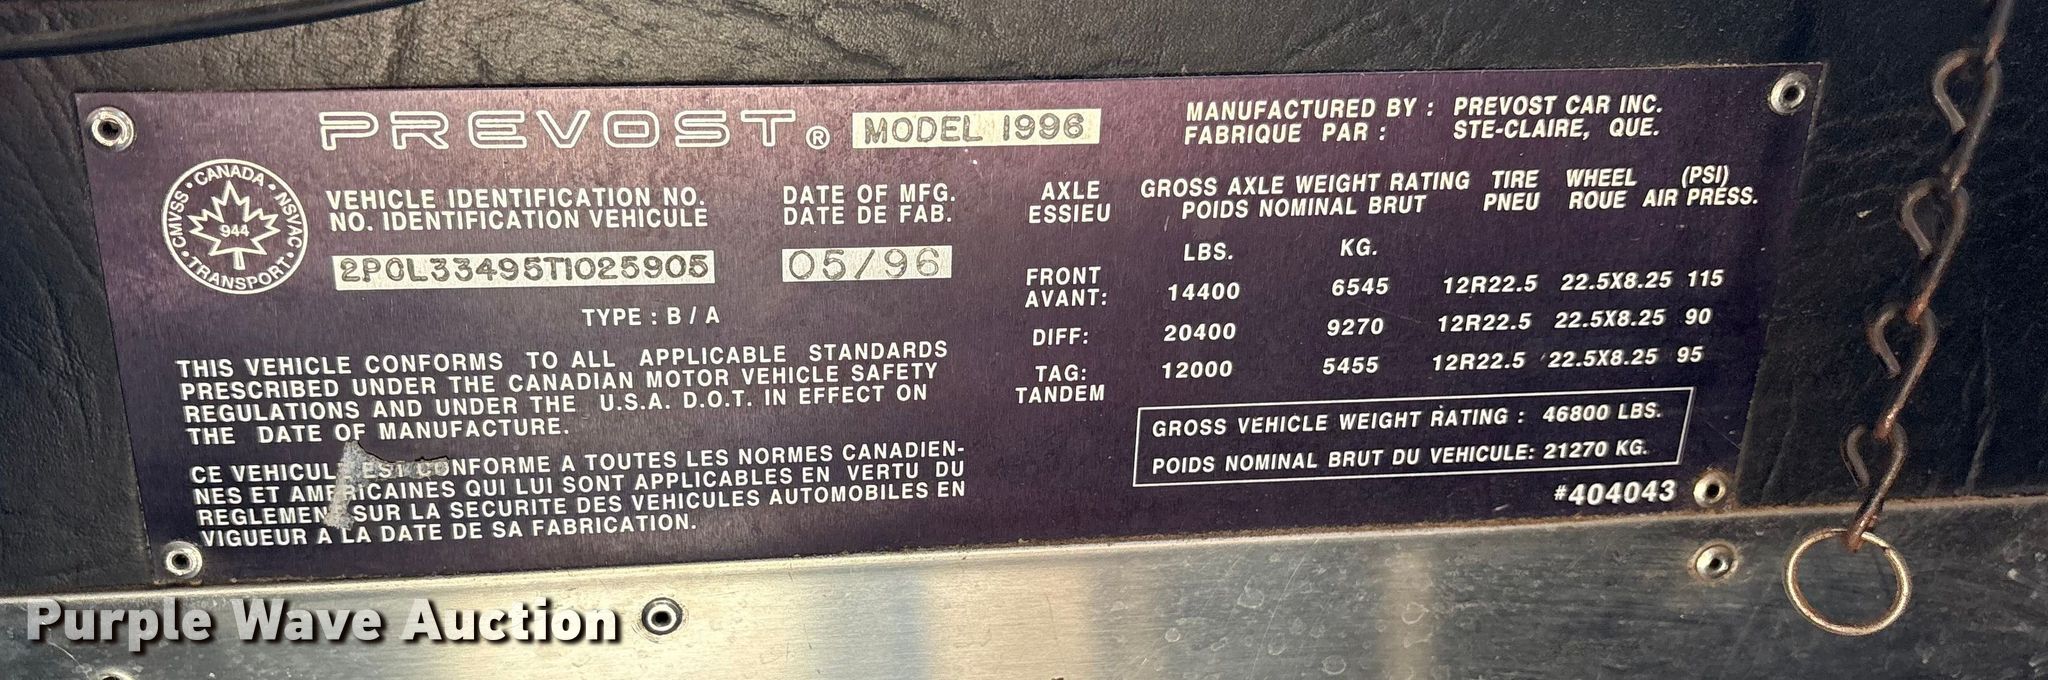 PREVOST® MODEL 1996
MANUFACTURED BY : PREVOST CAR INC.
FABRIQUE PAR : STE-CLAIRE, QUE.
CMVSS • CANADA • NSVAC • TRANSPORT •
944
VEHICLE IDENTIFICATION NO.
NO. IDENTIFICATION VEHICULE
2PCL33495T1025905
DATE OF MFG.
DATE DE FAB.
05/96
TYPE : B / A
THIS VEHICLE CONFORMS TO ALL APPLICABLE STANDARDS
PRESCRIBED UNDER THE CANADIAN MOTOR VEHICLE SAFETY
REGULATIONS AND UNDER THE U.S.A. D.O.T. IN EFFECT ON
THE DATE OF MANUFACTURE.
CE VEHICULE EST CONFORME A TOUTES LES NORMES CANADIEN-
NES ET AMERICAINES QUI LUI SONT APPLICABLES EN VERTU DU
REGLEMENT SUR LA SECURITE DES VEHICULES AUTOMOBILES EN
VIGUEUR A LA DATE DE SA FABRICATION.
AXLE GROSS AXLE WEIGHT RATING TIRE WHEEL (PSI)
ESSIEU POIDS NOMINAL BRUT PNEU ROUE AIR PRESS.
LBS. KG.
FRONT
AVANT: 14400 6545 12R22.5 22.5X8.25 115
DIFF: 20400 9270 12R22.5 22.5X8.25 90
TAG: 12000 5455 12R22.5 22.5X8.25 95
TANDEM
GROSS VEHICLE WEIGHT RATING : 46800 LBS.
POIDS NOMINAL BRUT DU VEHICULE: 21270 KG.
#404043
Purple Wave Auction